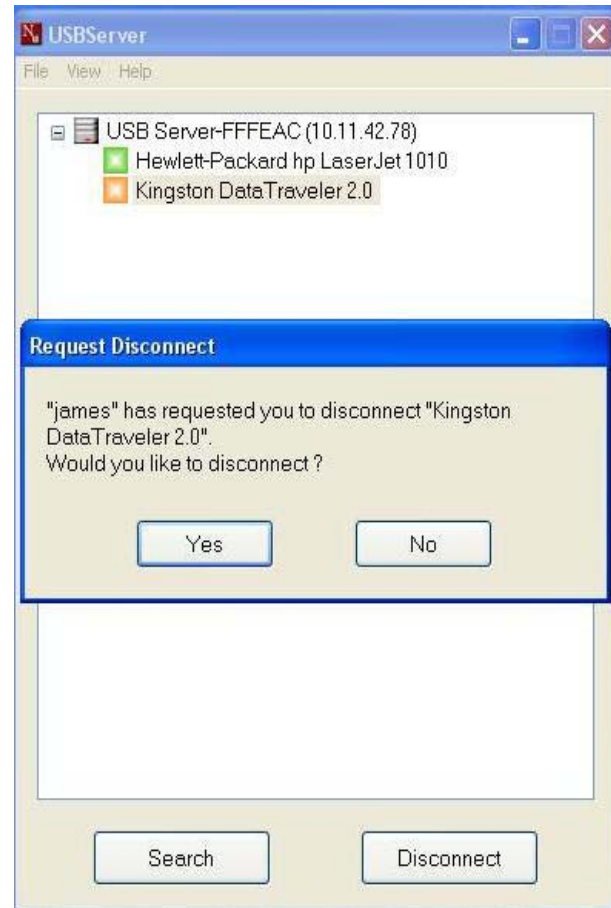 USBServer
File View Help
USB Server-FFFEAC (10.11.42.78)
Hewlett-Packard hp LaserJet 1010
Kingston DataTraveler 2.0
Request Disconnect
"james" has requested you to disconnect "Kingston
DataTraveler 2.0".
Would you like to disconnect ?
Yes No
Search Disconnect